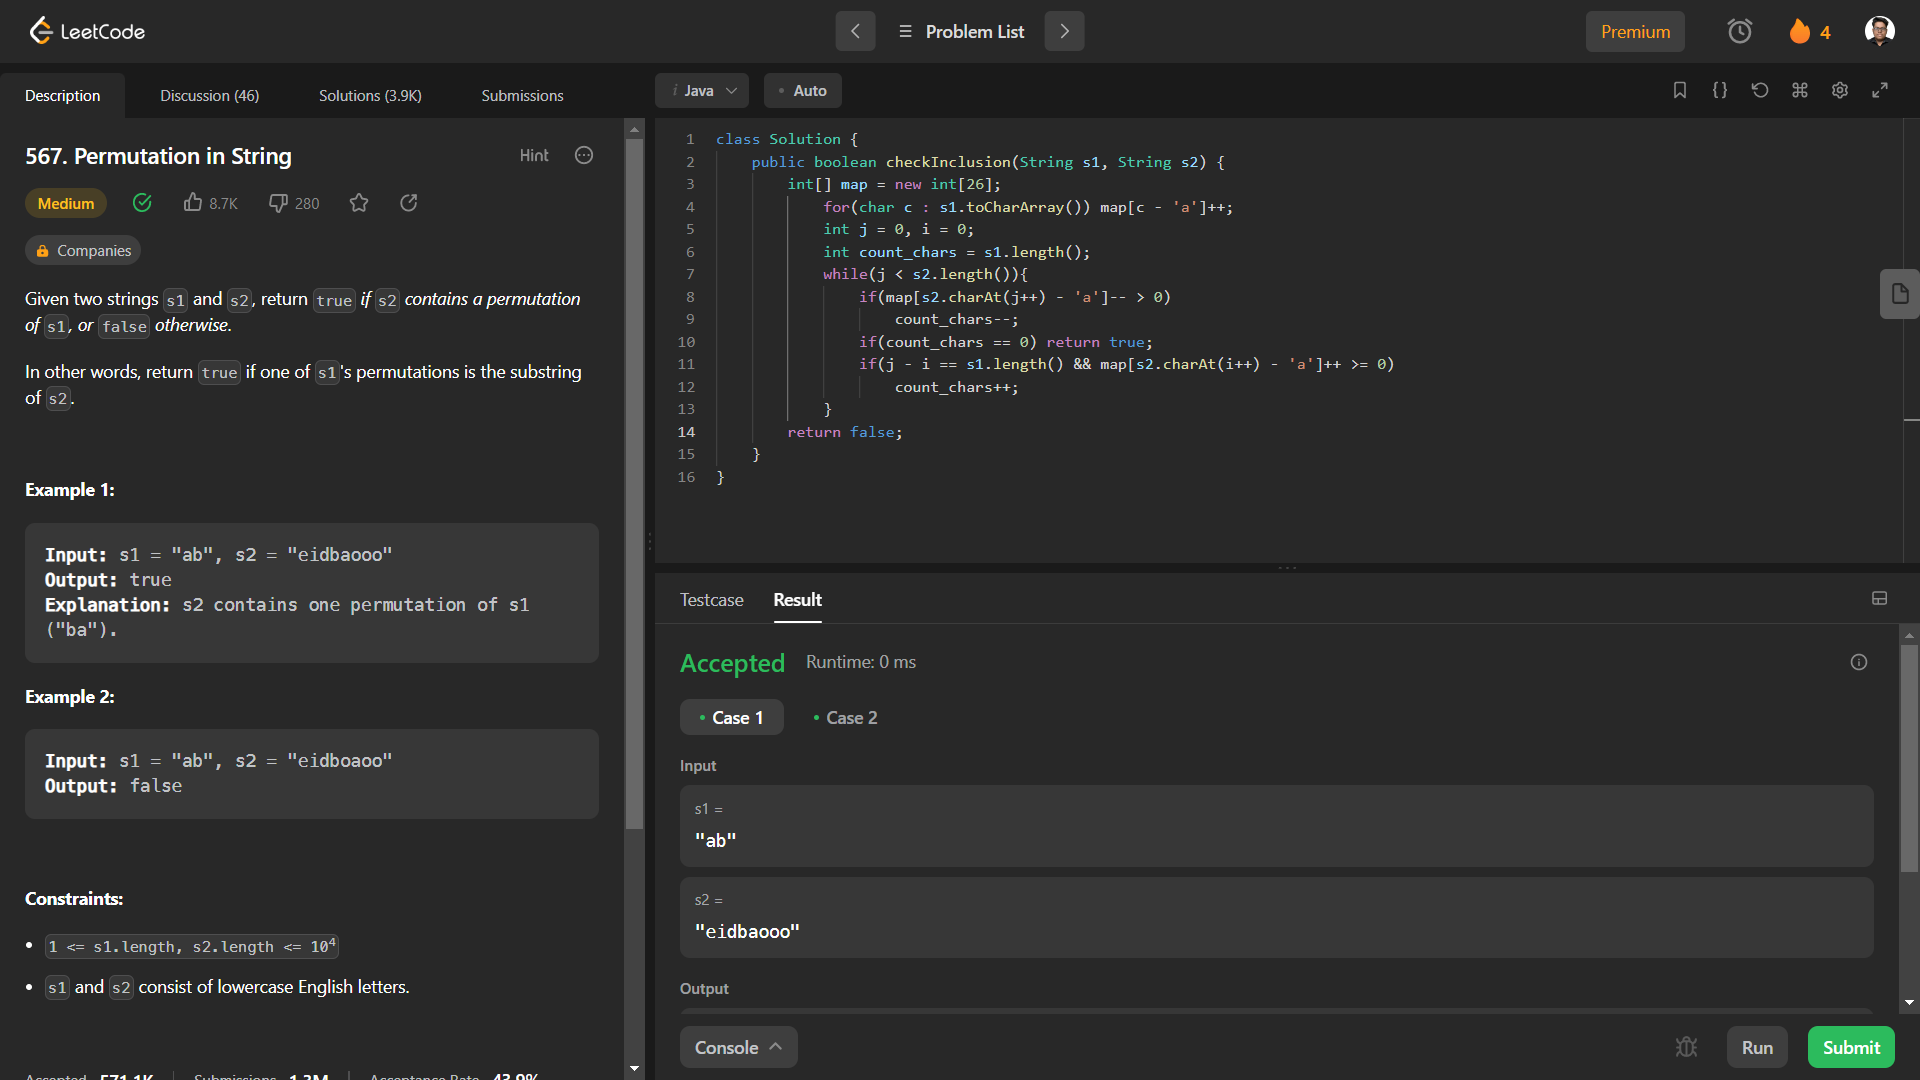 LeetCode
Problem List
Premium
4
Description
Discussion (46)
Solutions (3.9K)
Submissions
567. Permutation in String
Hint
Medium
8.7K
280
Companies
Given two strings s1 and s2, return true if s2 contains a permutation
of s1, or false otherwise.
In other words, return true if one of s1's permutations is the substring
of s2.
Example 1:
Input: s1 = "ab", s2 = "eidbaooo"
Output: true
Explanation: s2 contains one permutation of s1
("ba").
Example 2:
Input: s1 = "ab", s2 = "eidboaoo"
Output: false
Constraints:
• 1 <= s1.length, s2.length <= 10⁴
• s1 and s2 consist of lowercase English letters.
Accepted 571.1K | Submissions 1.3M | Acceptance Rate 43.9%
i Java
• Auto
1 class Solution {
2 public boolean checkInclusion(String s1, String s2) {
3 int[] map = new int[26];
4 for(char c : s1.toCharArray()) map[c - 'a']++;
5 int j = 0, i = 0;
6 int count_chars = s1.length();
7 while(j < s2.length()){
8 if(map[s2.charAt(j++) - 'a']-- > 0)
9 count_chars--;
10 if(count_chars == 0) return true;
11 if(j - i == s1.length() && map[s2.charAt(i++) - 'a']++ >= 0)
12 count_chars++;
13 }
14 return false;
15 }
16 }
Testcase
Result
Accepted
Runtime: 0 ms
• Case 1
• Case 2
Input
s1 =
"ab"
s2 =
"eidbaooo"
Output
Console
Run
Submit